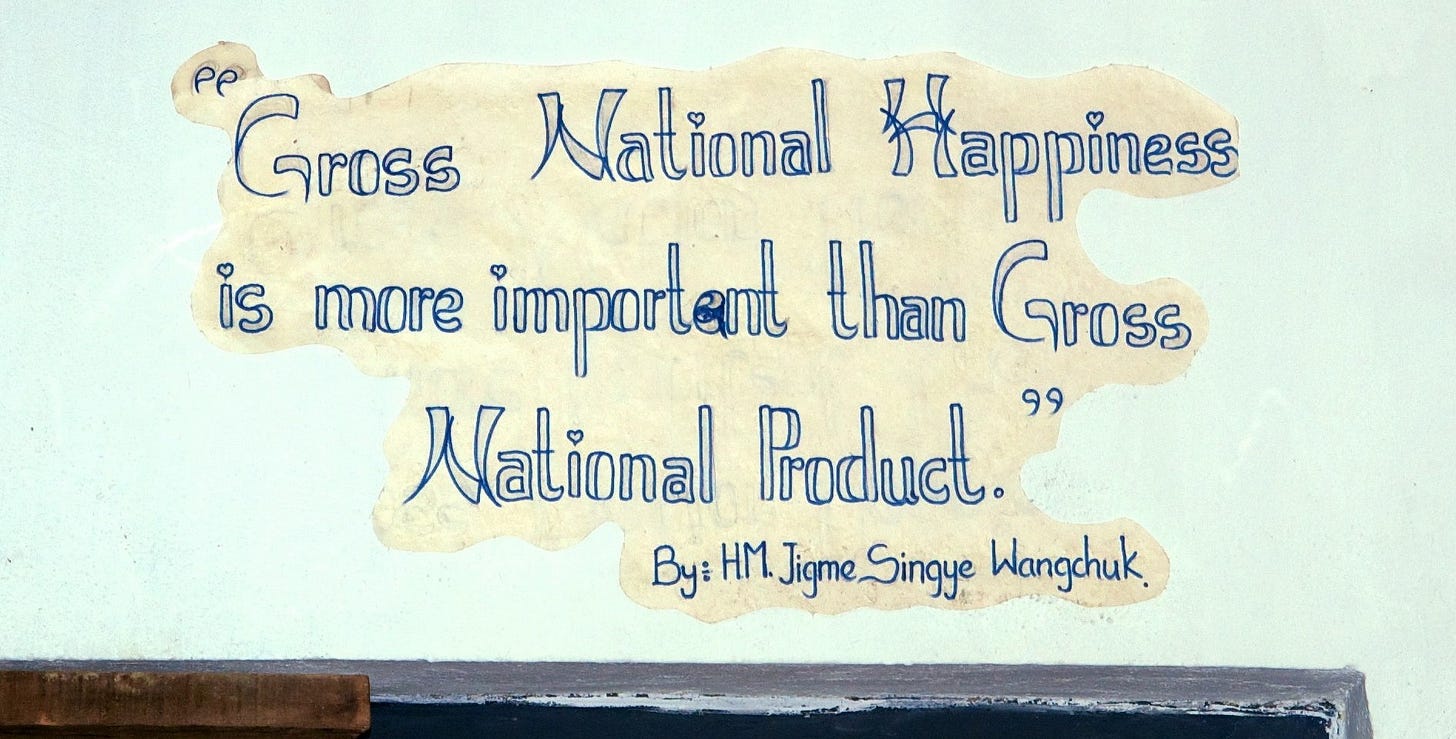 “Gross National Happiness
is more important than Gross
National Product.”
By: HM. Jigme Singye Wangchuk.